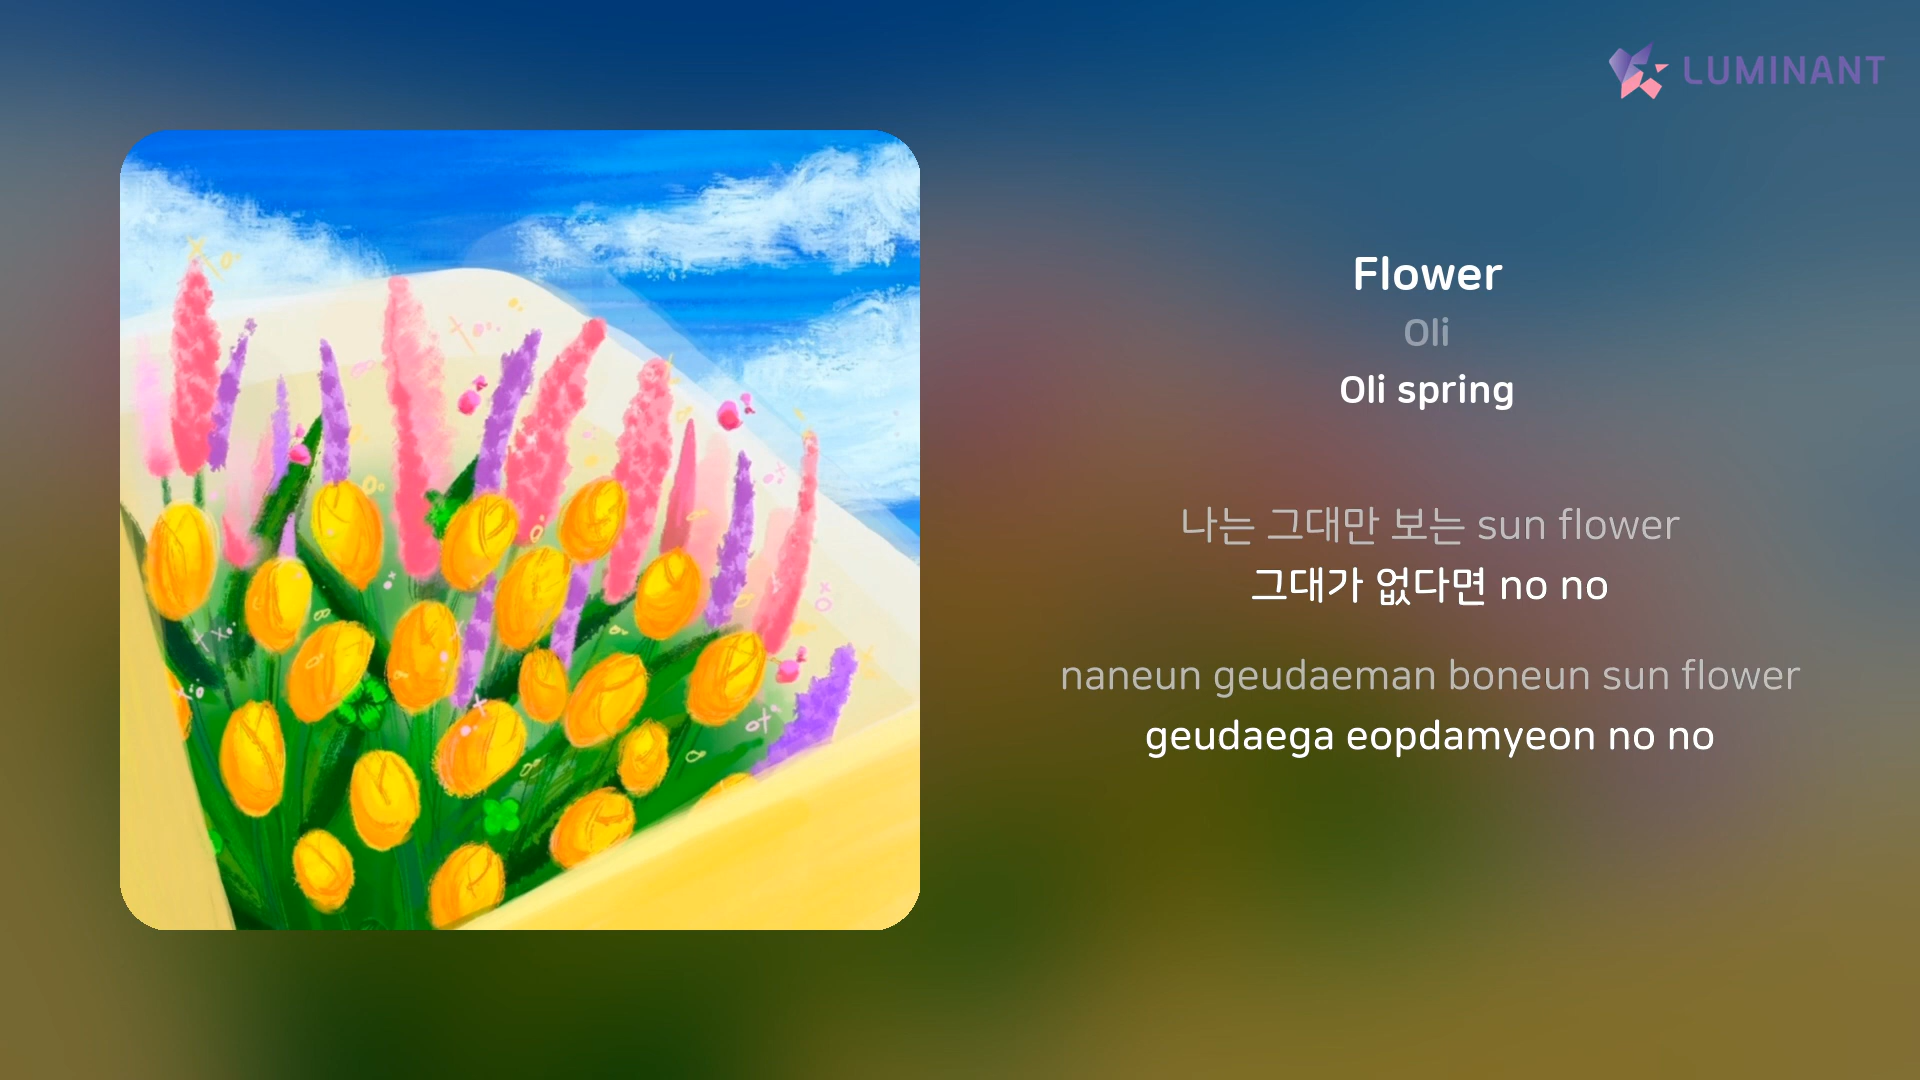 LUMINANT
Flower
Oli
Oli spring
나는 그대만 보는 sun flower
그대가 없다면 no no
naneun geudaeman boneun sun flower
geudaega eopdamyeon no no